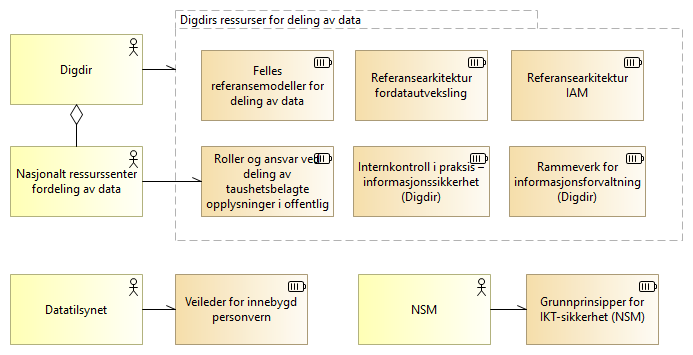 Digdirs ressurser for deling av data
Digdir
Felles
referansemodeller for
deling av data
Referansearkitektur
fordatautveksling
Referansearkitektur
IAM
Nasjonalt ressurssenter
fordeling av data
Roller og ansvar ved
deling av
taushetsbelagte
opplysninger i offentlig
Internkontroll i praksis –
informasjonssikkerhet
(Digdir)
Rammeverk for
informasjonsforvaltning
(Digdir)
Datatilsynet
Veileder for innebygd
personvern
NSM
Grunnprinsipper for
IKT-sikkerhet (NSM)